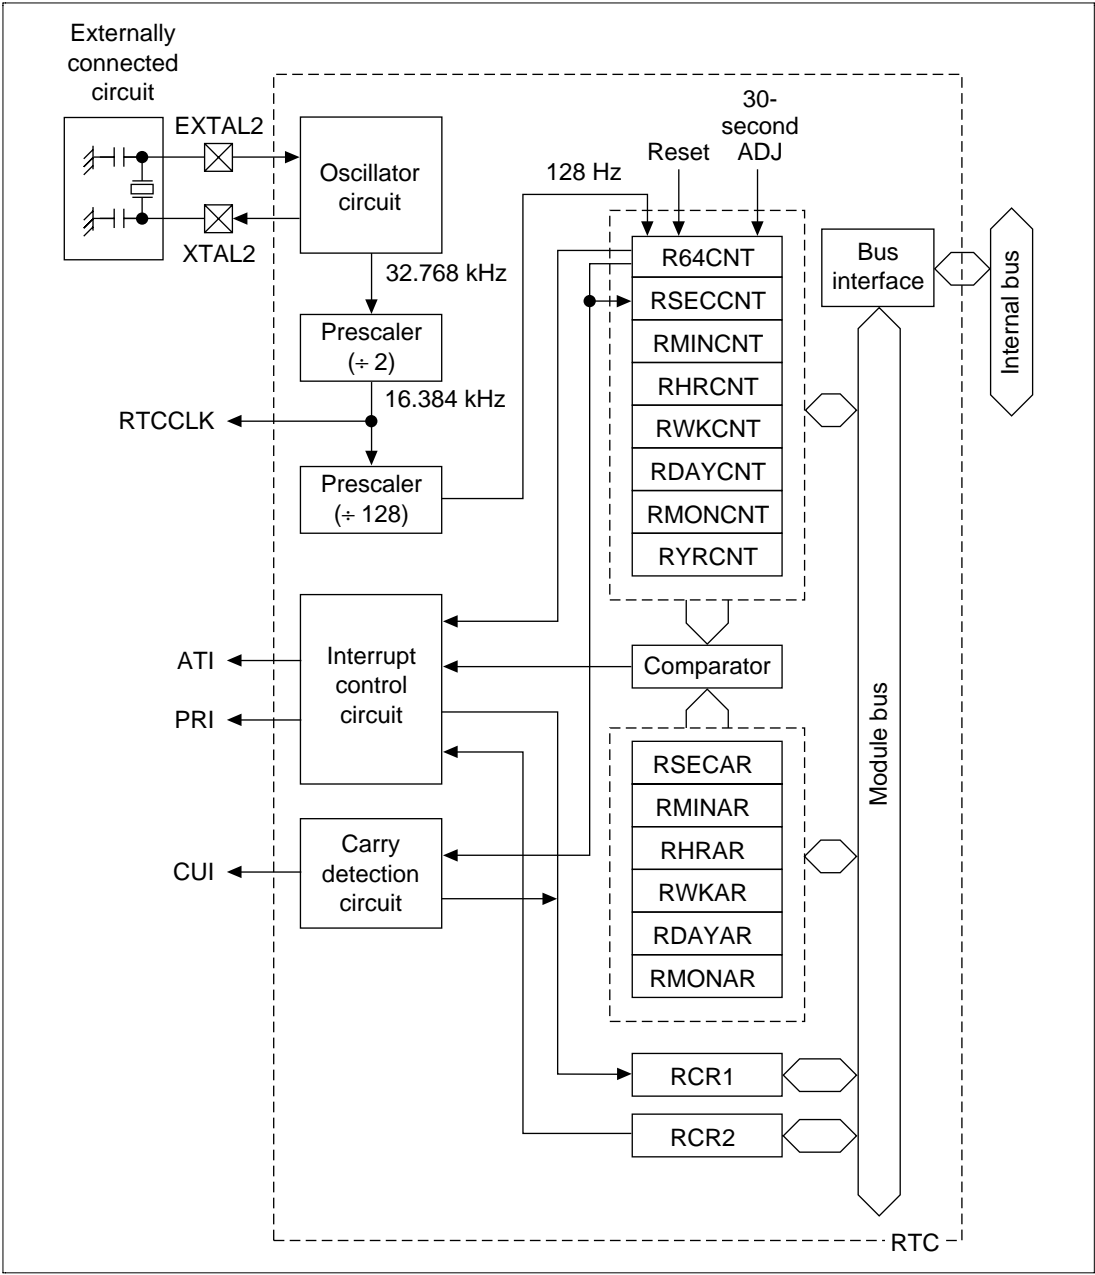 Externally
connected
circuit
EXTAL2
XTAL2
Oscillator
circuit
32.768 kHz
Prescaler
(÷ 2)
16.384 kHz
RTCCLK
Prescaler
(÷ 128)
128 Hz
Reset
30-
second
ADJ
R64CNT
RSECCNT
RMINCNT
RHRCNT
RWKCNT
RDAYCNT
RMONCNT
RYRCNT
Bus
interface
Internal bus
Interrupt
control
circuit
ATI
PRI
Comparator
Module bus
RSECAR
RMINAR
RHRAR
RWKAR
RDAYAR
RMONAR
Carry
detection
circuit
CUI
RCR1
RCR2
RTC